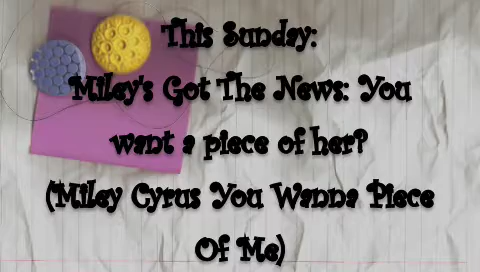 This Sunday:
Miley's Got The News: You
want a piece of her?
(Miley Cyrus You Wanna Piece
Of Me)